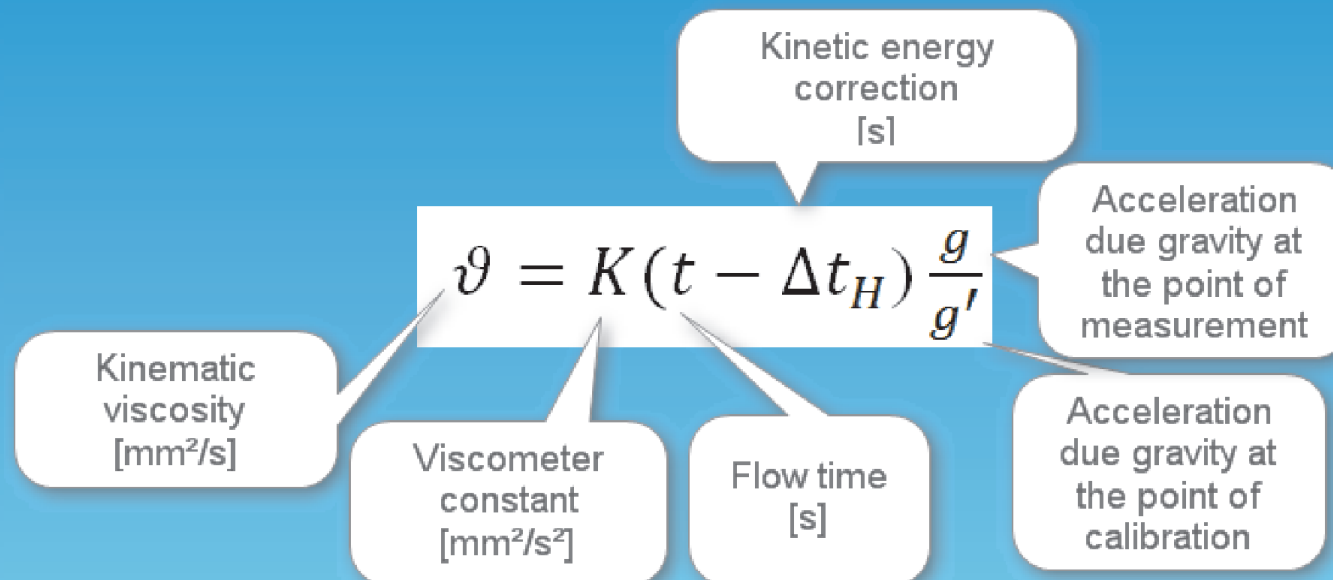 Kinetic energy
correction
[s]
ϑ = K(t − Δt_H) g/g'
Acceleration
due gravity at
the point of
measurement
Kinematic
viscosity
[mm²/s]
Viscometer
constant
[mm²/s²]
Flow time
[s]
Acceleration
due gravity at
the point of
calibration